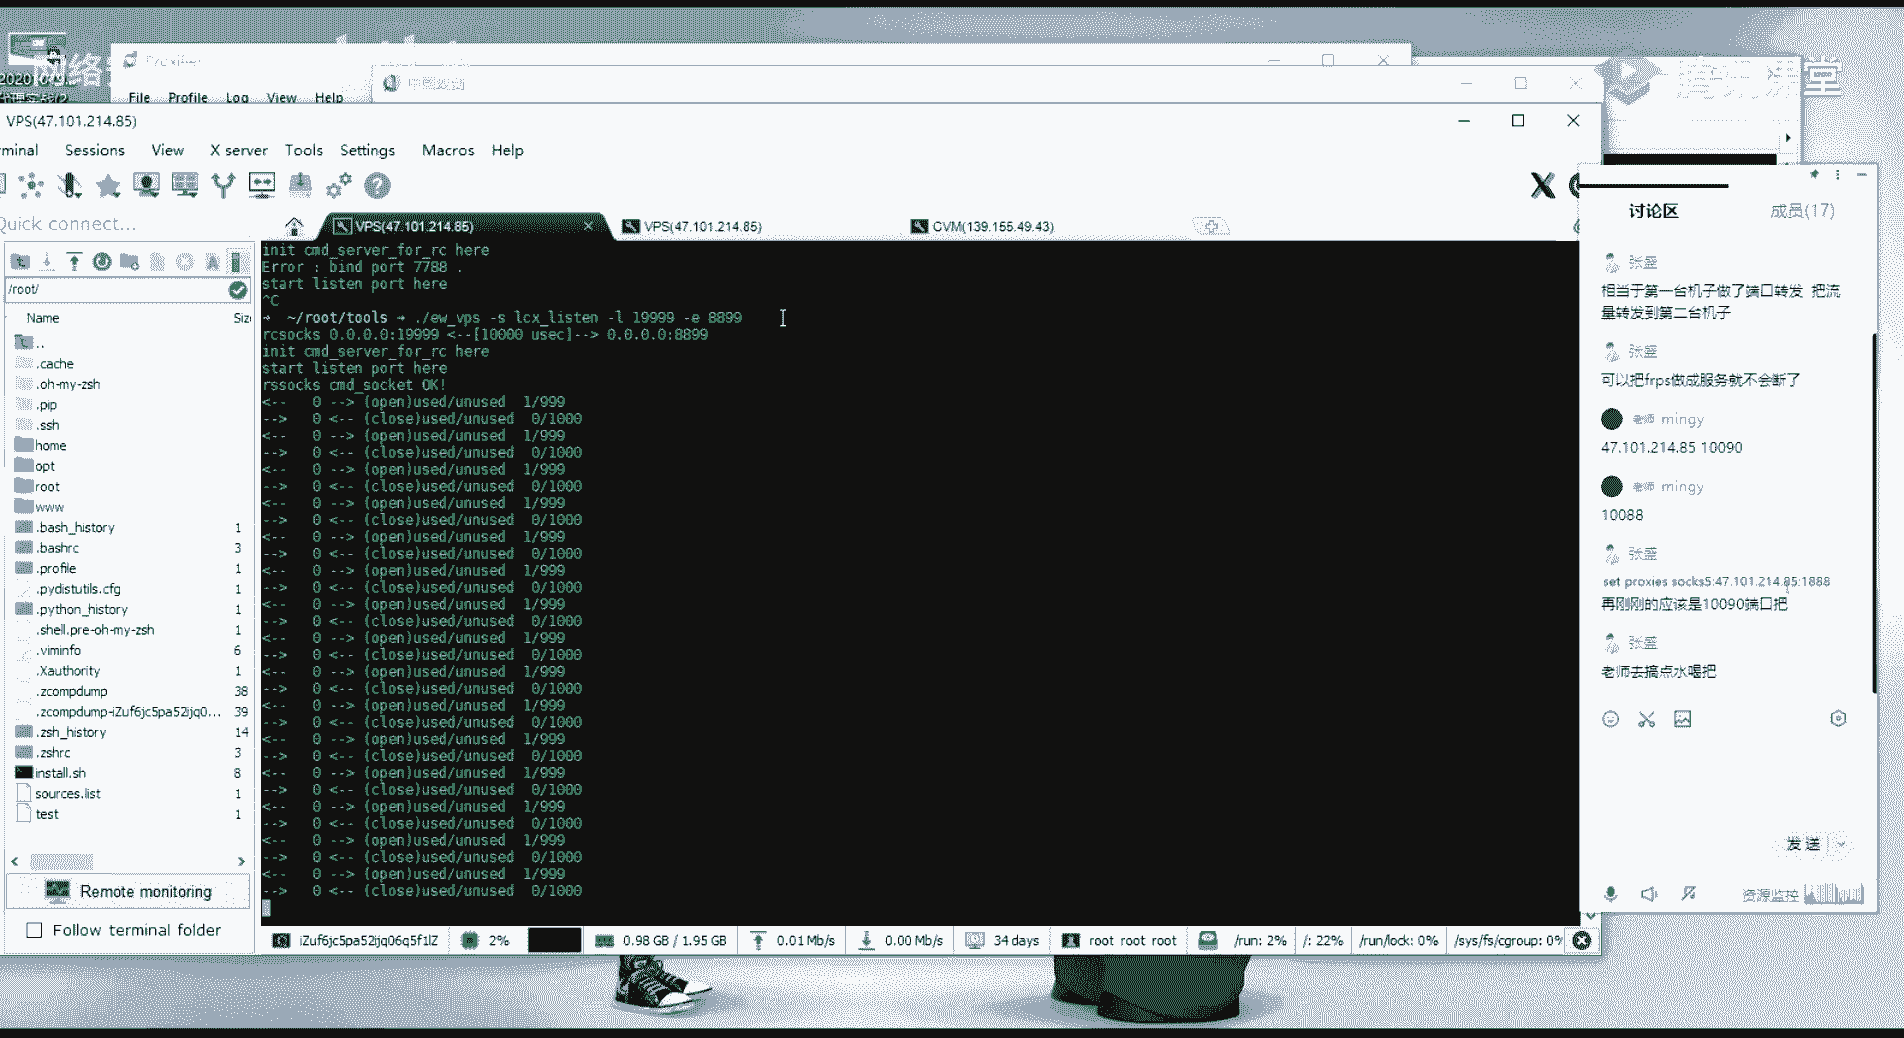 2020
网络
File Profile Log View Help
VPS(47.101.214.85)
minal Sessions View X server Tools Settings Macros Help
Quick connect...
VPS(47.101.214.85)
VPS(47.101.214.85)
CVM(139.155.49.43)
/root/
Name Siz
..
.cache
.oh-my-zsh
.pip
.ssh
home
opt
root
www
.bash_history 1
.bashrc 3
.profile 1
.pydistutils.cfg 1
.python_history 1
.shell.pre-oh-my-zsh 1
.viminfo 6
.Xauthority 1
.zcompdump 38
.zcompdump-iZuf6jc5pa52ijq0... 39
.zsh_history 14
.zshrc 3
install.sh 8
sources.list 1
test 1
Remote monitoring
Follow terminal folder
init cmd_server_for_rc here
Error : bind port 7788 .
start listen port here
^C
→ ~/root/tools → ./ew_vps -s lcx_listen -l 19999 -e 8899
rcsocks 0.0.0.0:19999 <--[10000 usec]--> 0.0.0.0:8899
init cmd_server_for_rc here
start listen port here
rssocks cmd_socket OK!
<-- 0 --> (open)used/unused 1/999
--> 0 <-- (close)used/unused 0/1000
<-- 0 --> (open)used/unused 1/999
--> 0 <-- (close)used/unused 0/1000
<-- 0 --> (open)used/unused 1/999
--> 0 <-- (close)used/unused 0/1000
<-- 0 --> (open)used/unused 1/999
--> 0 <-- (close)used/unused 0/1000
<-- 0 --> (open)used/unused 1/999
--> 0 <-- (close)used/unused 0/1000
<-- 0 --> (open)used/unused 1/999
--> 0 <-- (close)used/unused 0/1000
<-- 0 --> (open)used/unused 1/999
--> 0 <-- (close)used/unused 0/1000
<-- 0 --> (open)used/unused 1/999
--> 0 <-- (close)used/unused 0/1000
<-- 0 --> (open)used/unused 1/999
--> 0 <-- (close)used/unused 0/1000
<-- 0 --> (open)used/unused 1/999
--> 0 <-- (close)used/unused 0/1000
<-- 0 --> (open)used/unused 1/999
--> 0 <-- (close)used/unused 0/1000
<-- 0 --> (open)used/unused 1/999
--> 0 <-- (close)used/unused 0/1000
<-- 0 --> (open)used/unused 1/999
--> 0 <-- (close)used/unused 0/1000
<-- 0 --> (open)used/unused 1/999
--> 0 <-- (close)used/unused 0/1000
<-- 0 --> (open)used/unused 1/999
--> 0 <-- (close)used/unused 0/1000
iZuf6jc5pa52ijq06q5f1lZ 2% 0.98 GB / 1.95 GB 0.01 Mb/s 0.00 Mb/s 34 days root root root /run: 2% /: 22% /run/lock: 0% /sys/fs/cgroup: 0%
讨论区 成员(17)
张盛
相当于第一台机子做了端口转发 把流
量转发到第二台机子
张盛
可以把frps做成服务就不会断了
老师 mingy
47.101.214.85 10090
老师 mingy
10088
张盛
set proxies socks5:47.101.214.85:1888
再刚刚的应该是10090端口把
张盛
老师去搞点水喝把
发送
资源监控